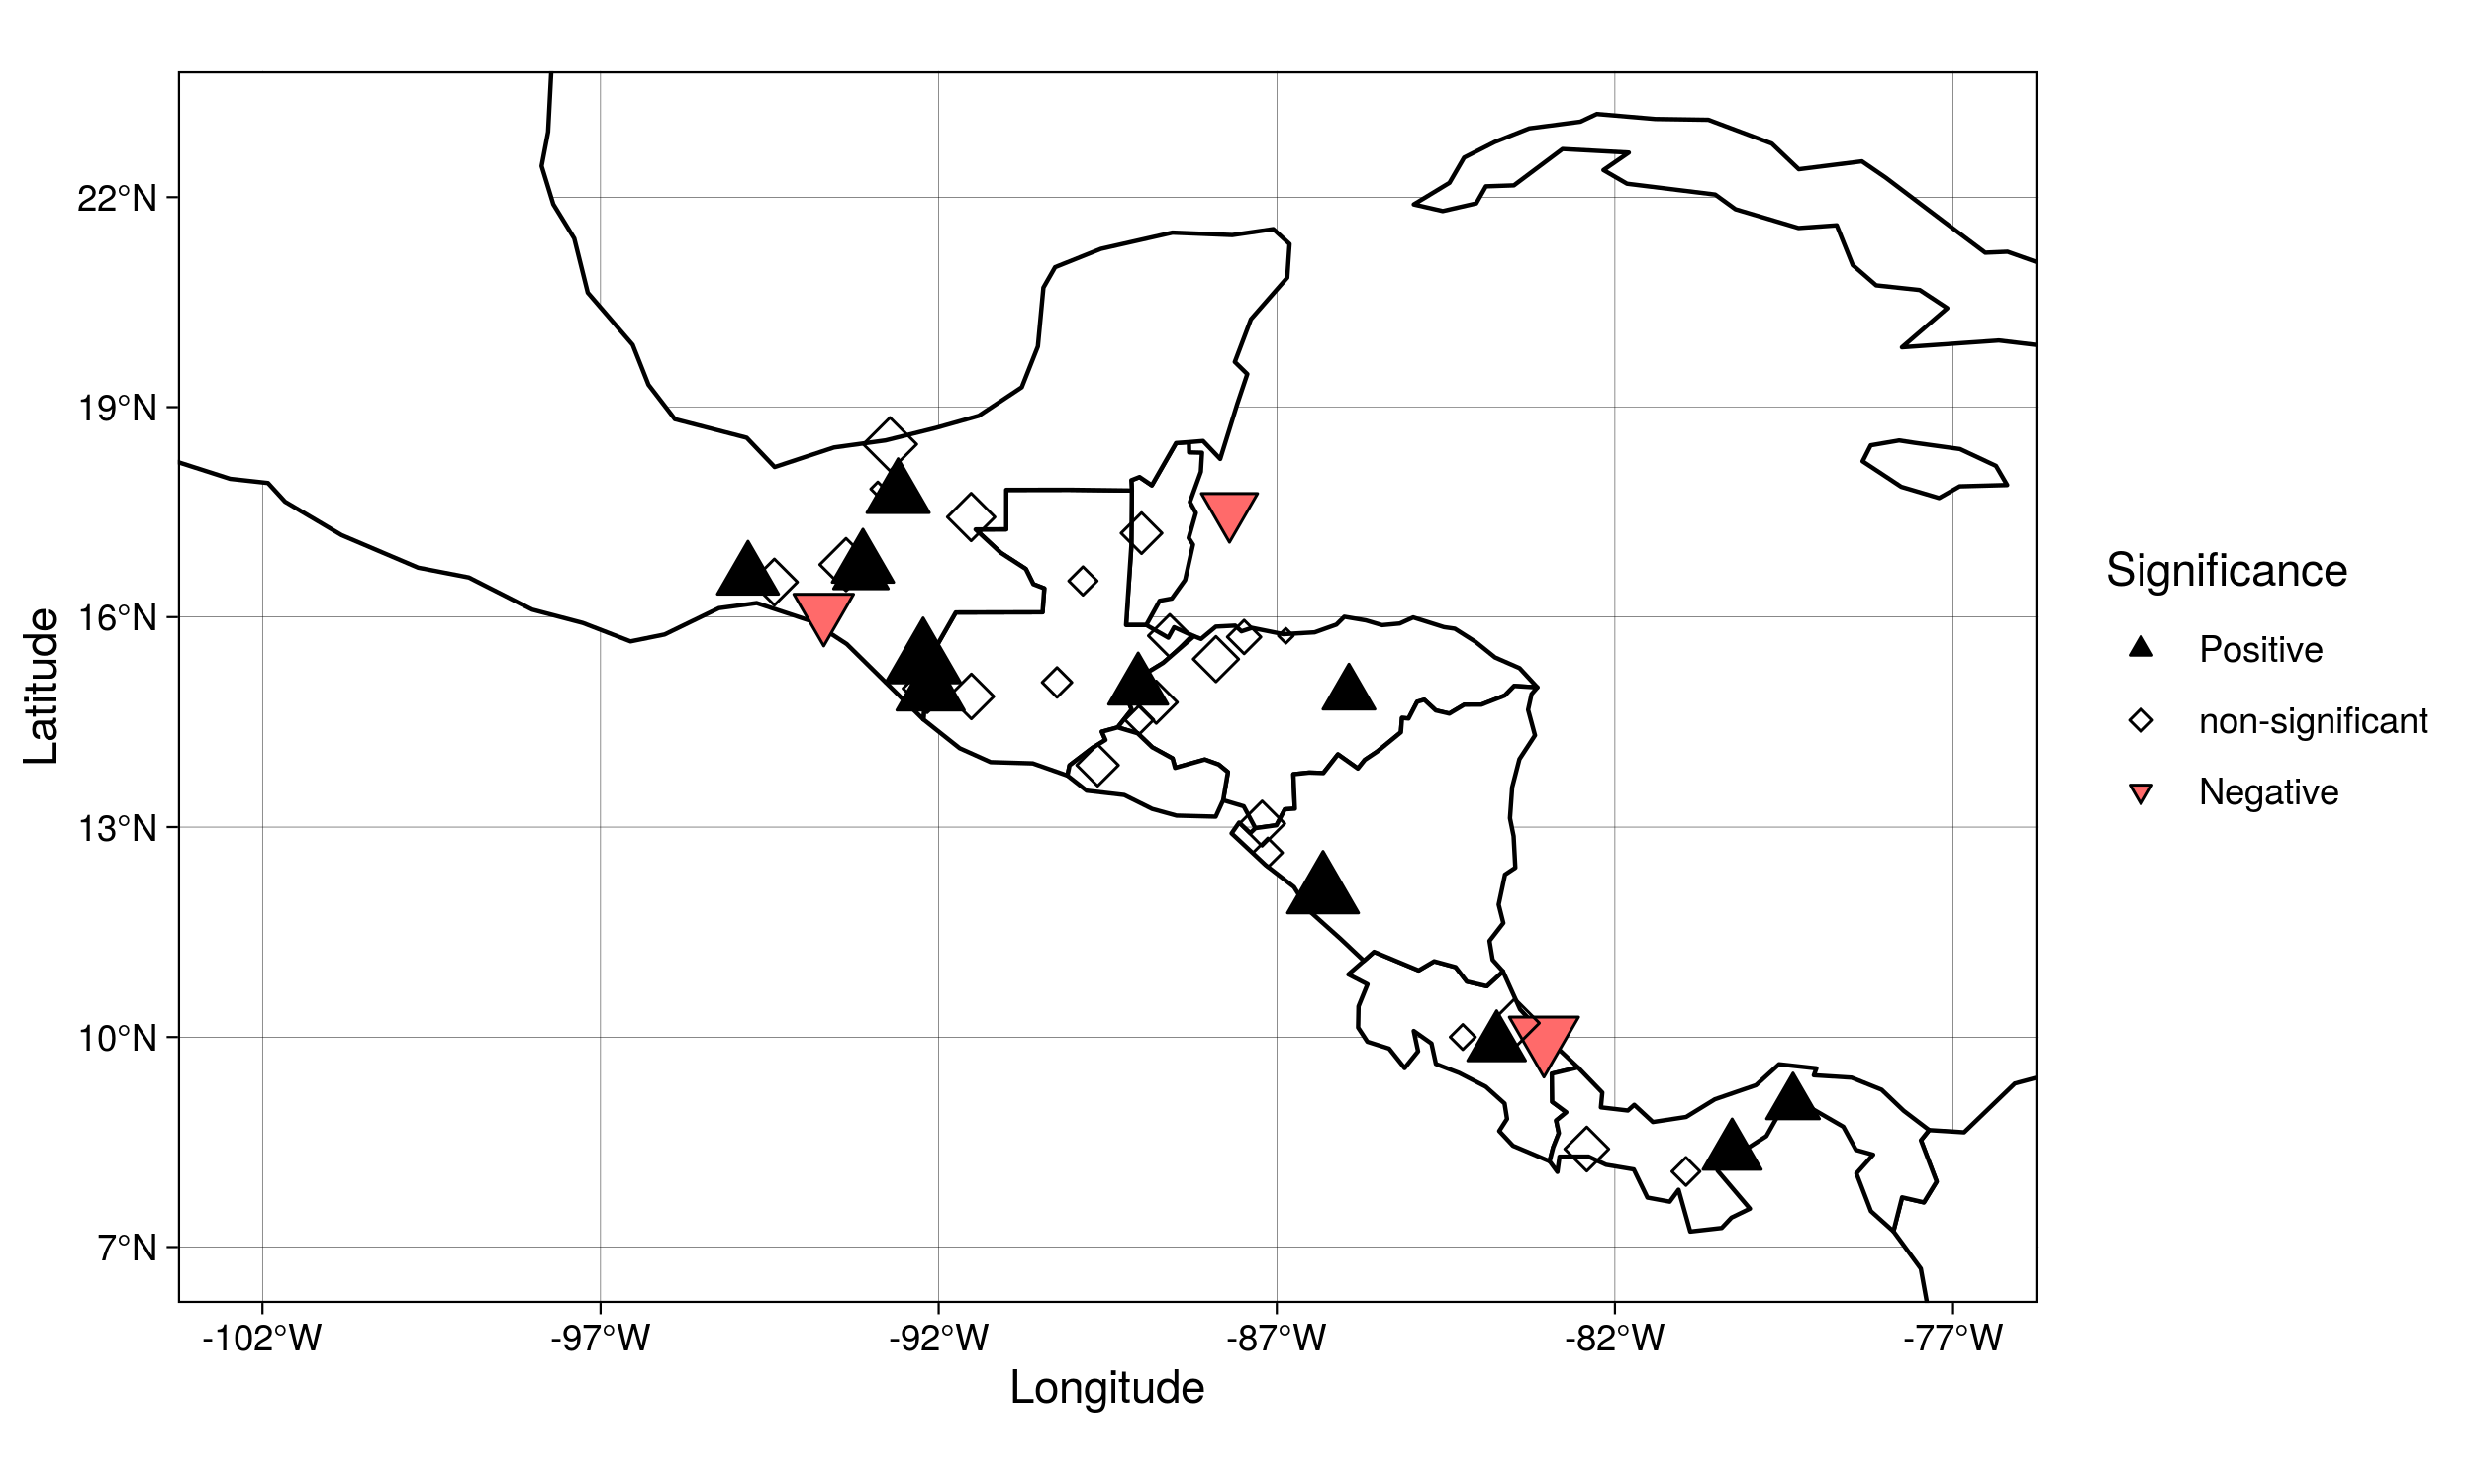 22°N
19°N
16°N
13°N
10°N
7°N
Latitude
-102°W -97°W -92°W -87°W -82°W -77°W
Longitude
Significance
Positive
non-significant
Negative